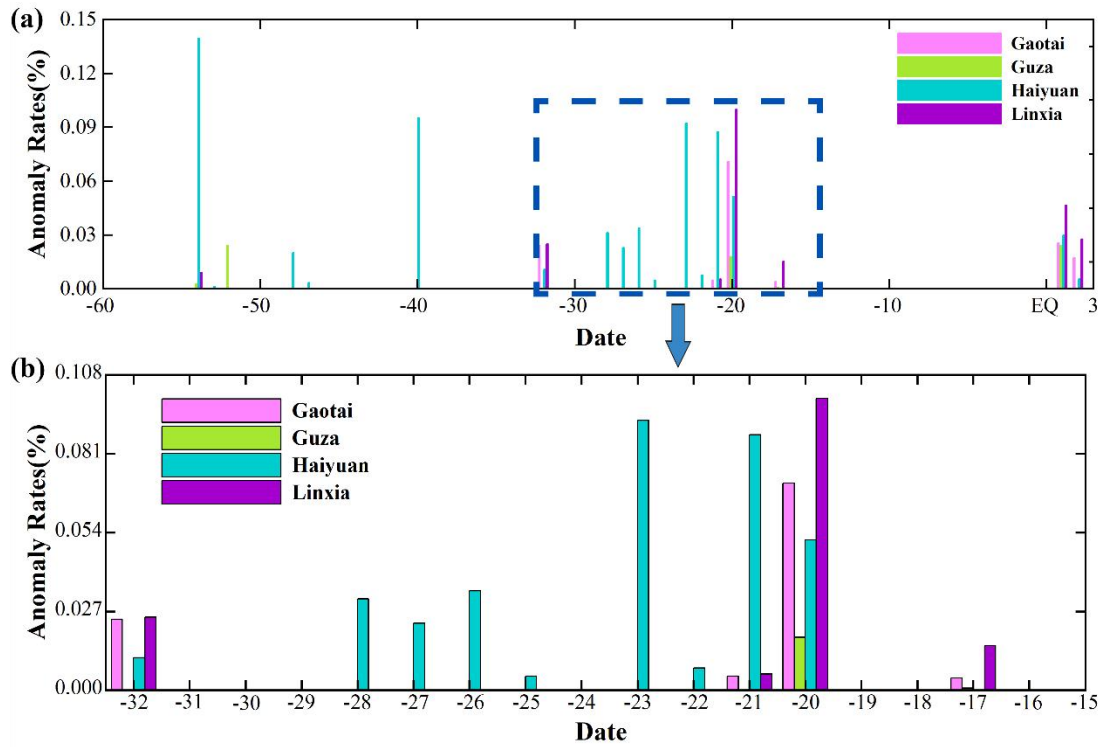 (a)
0.15
0.12
0.09
0.06
0.03
0.00
Anomaly Rates(%)
Gaotai
Guza
Haiyuan
Linxia
-60 -50 -40 -30 -20 -10 EQ 3
Date
(b)
0.108
0.081
0.054
0.027
0.000
Anomaly Rates(%)
Gaotai
Guza
Haiyuan
Linxia
-32 -31 -30 -29 -28 -27 -26 -25 -24 -23 -22 -21 -20 -19 -18 -17 -16 -15
Date